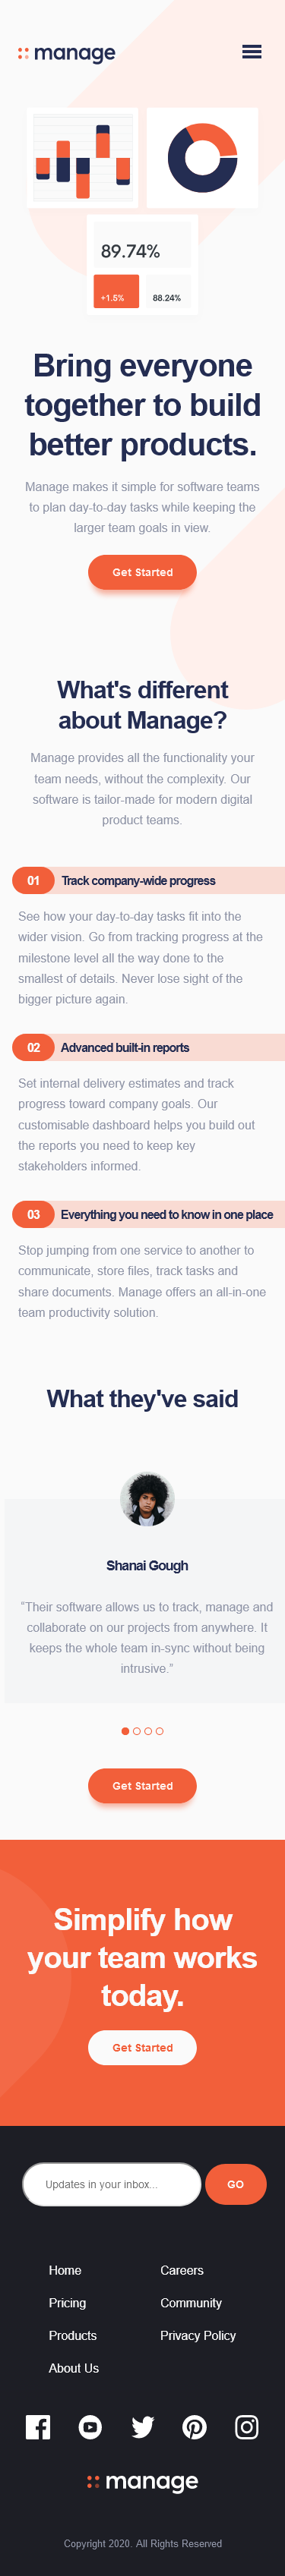 manage
89.74%
+1.5%
88.24%
Bring everyone
together to build
better products.
Manage makes it simple for software teams
to plan day-to-day tasks while keeping the
larger team goals in view.
Get Started
What's different
about Manage?
Manage provides all the functionality your
team needs, without the complexity. Our
software is tailor-made for modern digital
product teams.
01 Track company-wide progress
See how your day-to-day tasks fit into the
wider vision. Go from tracking progress at the
milestone level all the way done to the
smallest of details. Never lose sight of the
bigger picture again.
02 Advanced built-in reports
Set internal delivery estimates and track
progress toward company goals. Our
customisable dashboard helps you build out
the reports you need to keep key
stakeholders informed.
03 Everything you need to know in one place
Stop jumping from one service to another to
communicate, store files, track tasks and
share documents. Manage offers an all-in-one
team productivity solution.
What they've said
Shanai Gough
“Their software allows us to track, manage and
collaborate on our projects from anywhere. It
keeps the whole team in-sync without being
intrusive.”
Get Started
Simplify how
your team works
today.
Get Started
Updates in your inbox... GO
Home
Pricing
Products
About Us
Careers
Community
Privacy Policy
manage
Copyright 2020. All Rights Reserved